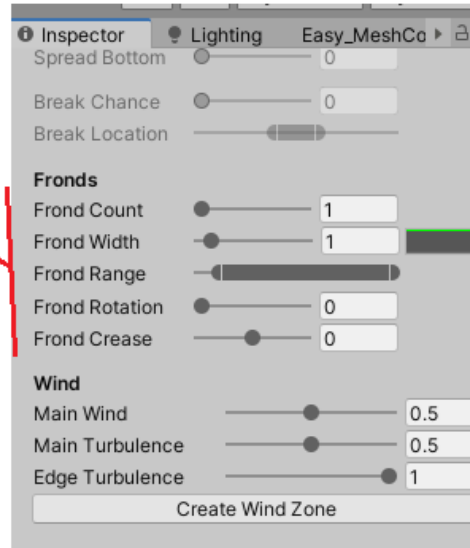 Inspector Lighting Easy_MeshCo
Spread Bottom 0
Break Chance 0
Break Location
Fronds
Frond Count 1
Frond Width 1
Frond Range
Frond Rotation 0
Frond Crease 0
Wind
Main Wind 0.5
Main Turbulence 0.5
Edge Turbulence 1
Create Wind Zone